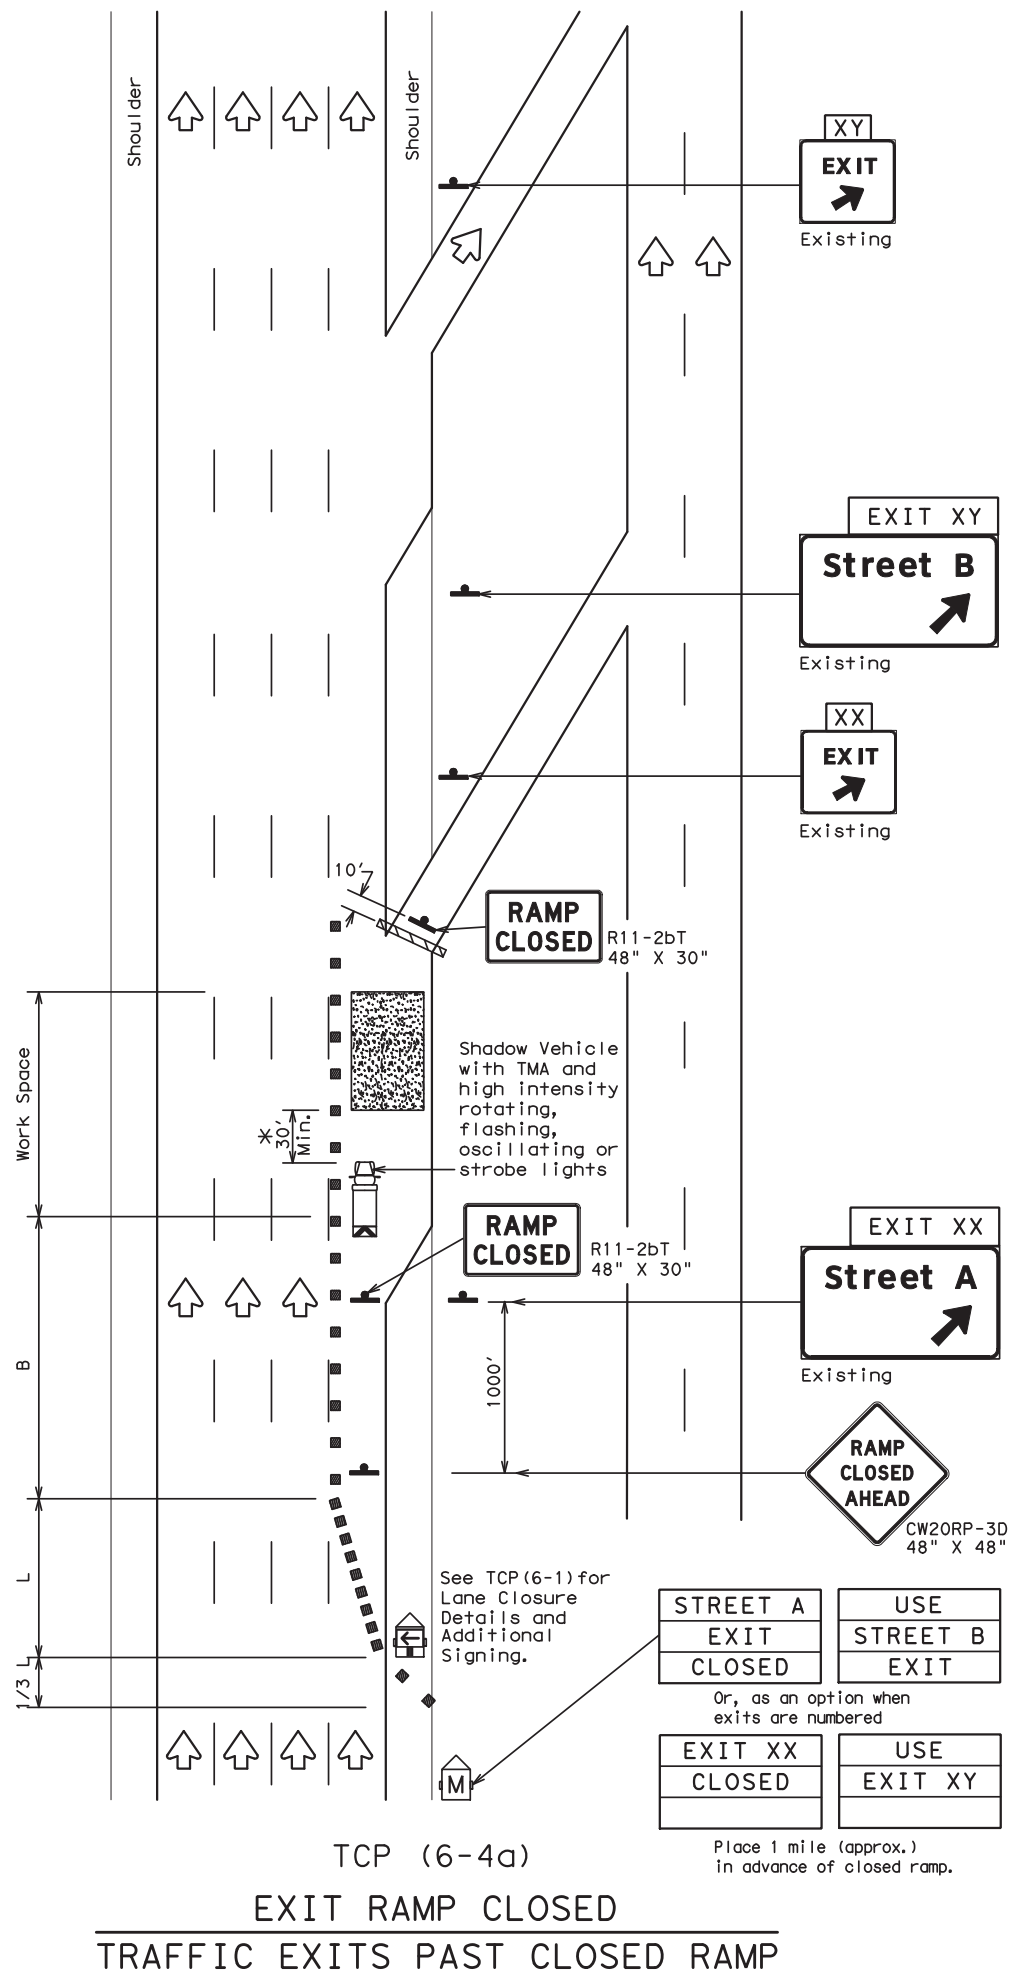 Shoulder
Shoulder
XY
EXIT
Existing
EXIT XY
Street B
Existing
XX
EXIT
Existing
10'
RAMP
CLOSED
R11-2bT
48" X 30"
Work Space
*
30'
Min.
Shadow Vehicle
with TMA and
high intensity
rotating,
flashing,
oscillating or
strobe lights
RAMP
CLOSED
R11-2bT
48" X 30"
EXIT XX
Street A
Existing
B
1000'
RAMP
CLOSED
AHEAD
CW20RP-3D
48" X 48"
L
See TCP(6-1)for
Lane Closure
Details and
Additional
Signing.
1/3 L
STREET A
EXIT
CLOSED
USE
STREET B
EXIT
Or, as an option when
exits are numbered
EXIT XX
CLOSED
USE
EXIT XY
M
Place 1 mile (approx.)
in advance of closed ramp.
TCP (6-4a)
EXIT RAMP CLOSED
TRAFFIC EXITS PAST CLOSED RAMP